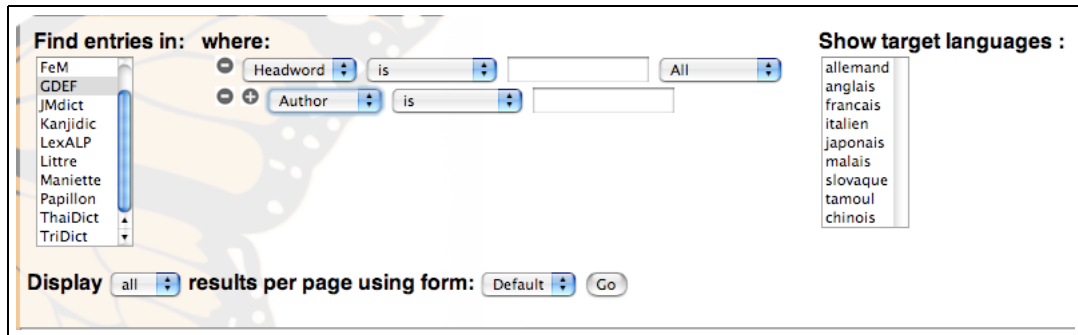 Find entries in: where: Show target languages :
FeM
GDEF
JMdict
Kanjidic
LexALP
Littre
Maniette
Papillon
ThaiDict
TriDict
Headword is All
Author is
allemand
anglais
francais
italien
japonais
malais
slovaque
tamoul
chinois
Display all results per page using form: Default Go